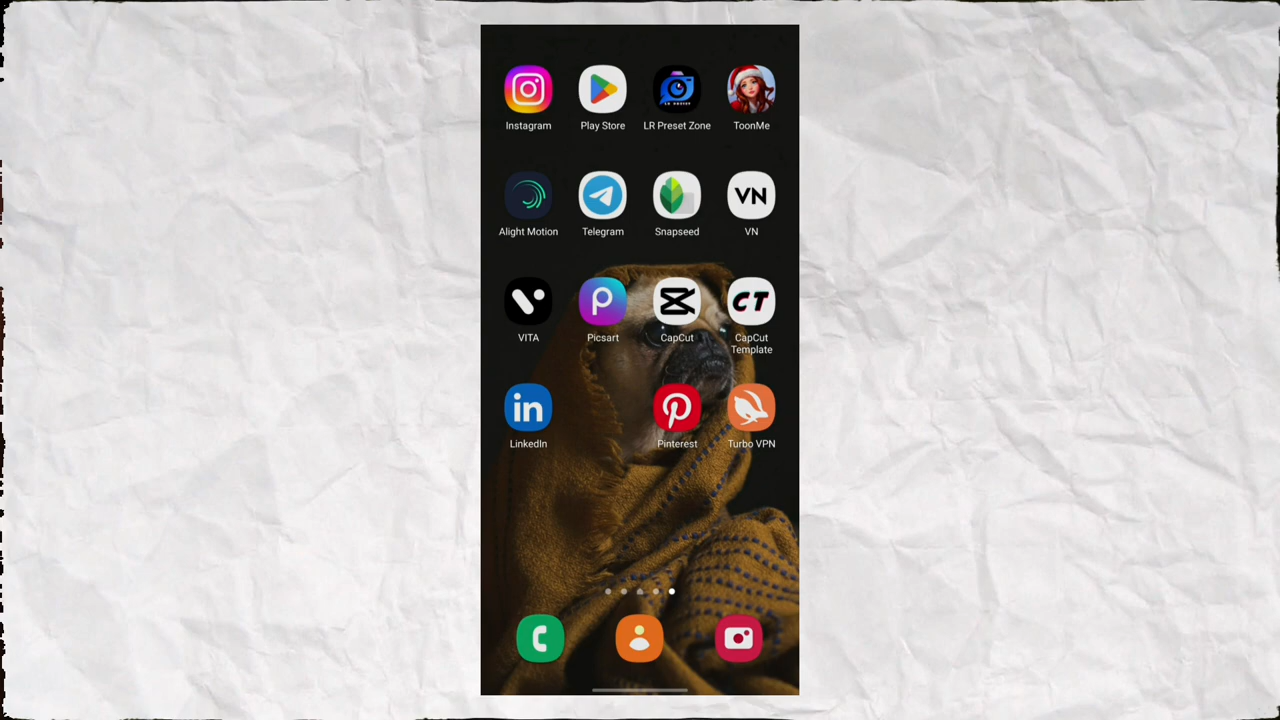 Instagram
Play Store
LR Preset Zone
ToonMe
Alight Motion
Telegram
Snapseed
VN
VN
VITA
Picsart
CapCut
CT
CapCut
Template
in
LinkedIn
Pinterest
Turbo VPN